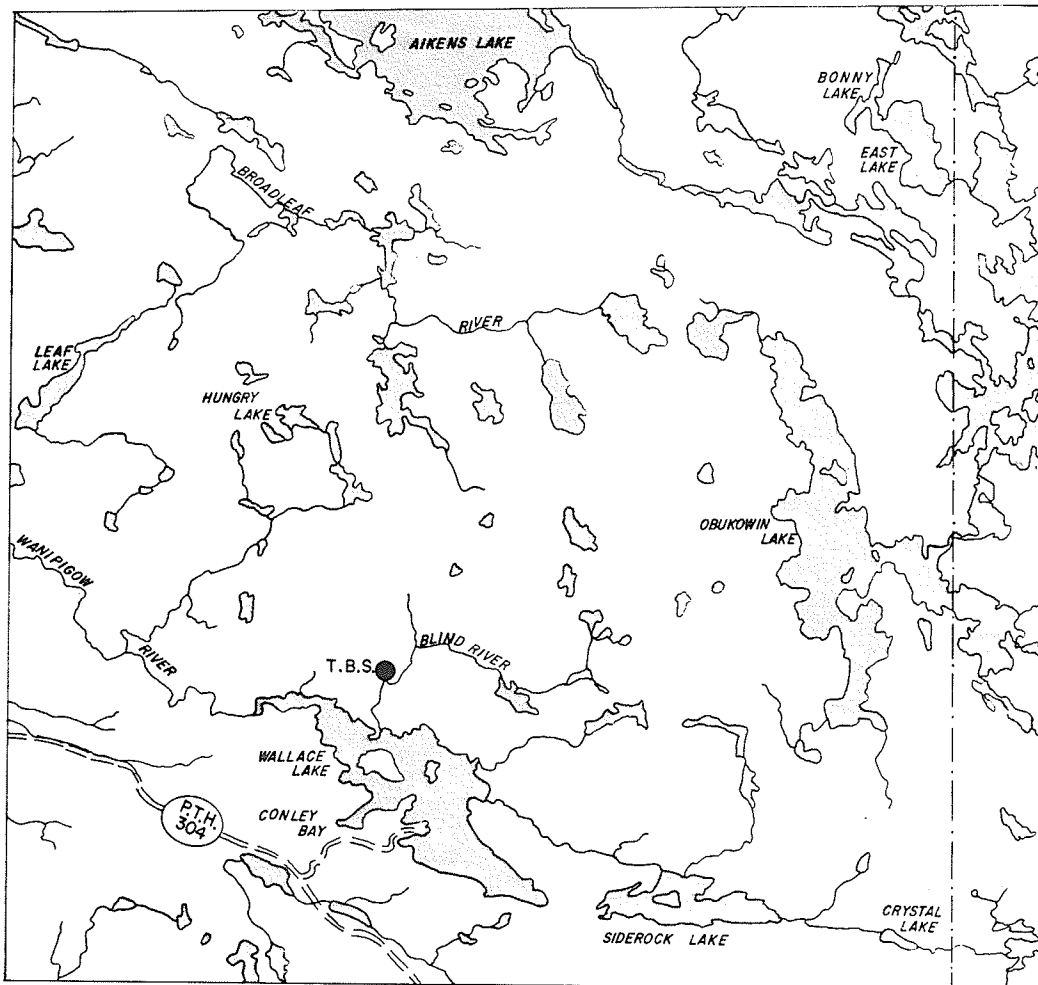 AIKENS LAKE
BONNY
LAKE
EAST
LAKE
BROADLEAF
RIVER
LEAF
LAKE
HUNGRY
LAKE
OBUKOWIN
LAKE
WANIPIGOW
RIVER
BLIND RIVER
T.B.S.
WALLACE
LAKE
P.T.H.
304
CONLEY
BAY
CRYSTAL
LAKE
SIDEROCK LAKE